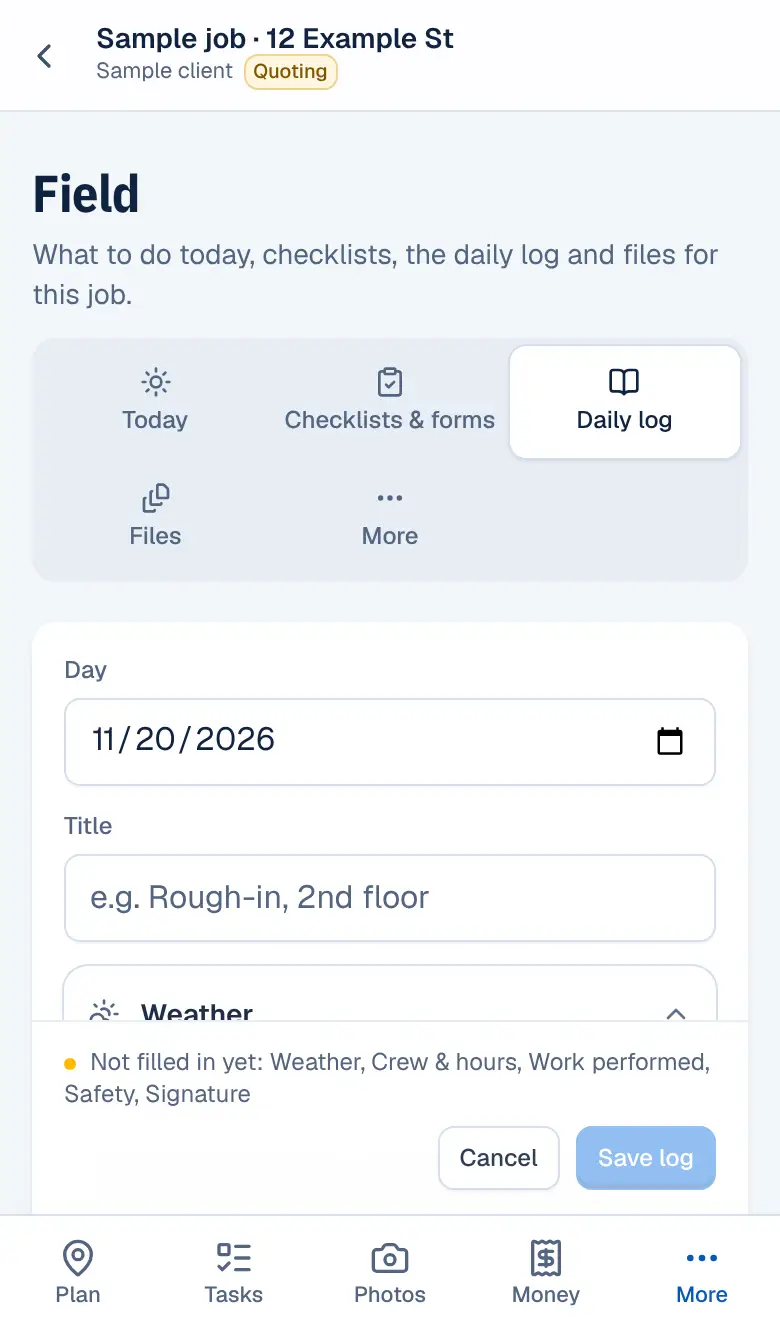 Sample job · 12 Example St
Sample client Quoting
Field
What to do today, checklists, the daily log and files for
this job.
Today
Checklists & forms
Daily log
Files
More
Day
11/20/2026
Title
e.g. Rough-in, 2nd floor
Weather
Not filled in yet: Weather, Crew & hours, Work performed,
Safety, Signature
Cancel
Save log
Plan
Tasks
Photos
Money
More